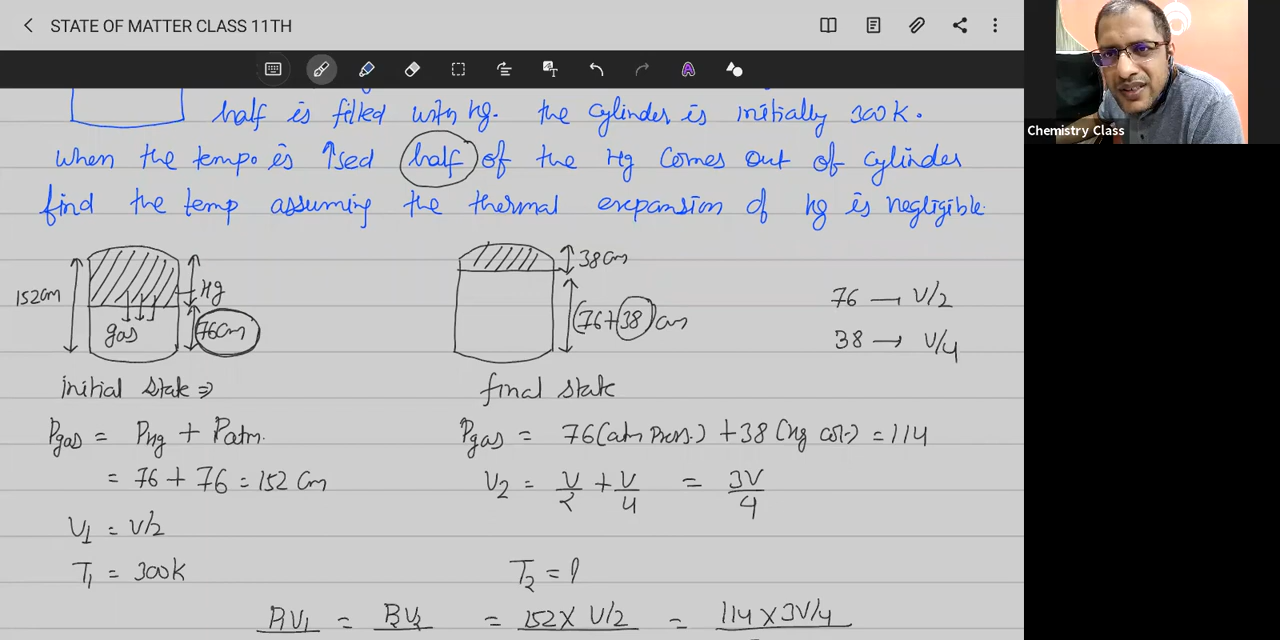 STATE OF MATTER CLASS 11TH
Chemistry Class
half is filled with Hg. the cylinder is initially 300K.
when the tempo is ↑sed half of the Hg comes out of cylinder
find the temp assuming the thermal expansion of Hg is negligible.
152cm
Hg
gas
76cm
38cm
(76+38) cm
76 → V/2
38 → V/4
initial state ⇒
final state
Pgas = PHg + Patm.
= 76 + 76 = 152 cm
V1 = V/2
T1 = 300K
Pgas = 76 (atm Press.) + 38 (Hg col.) = 114
V2 = V/2 + V/4 = 3V/4
T2 = ?
P1V1 = P2V2 = 152 × V/2 = 114 × 3V/4